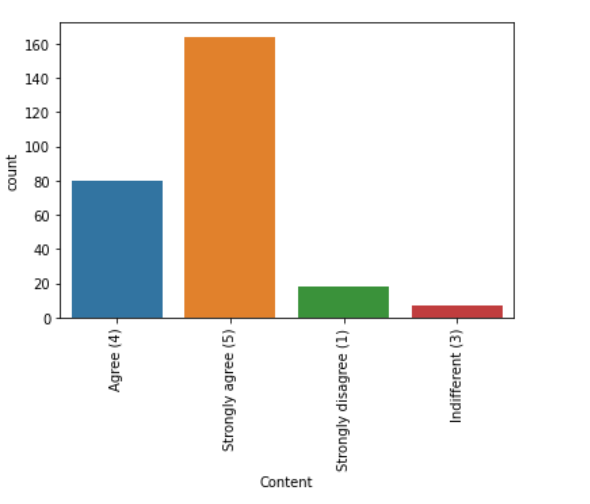 160
140
120
100
80
60
40
20
0
count
Agree (4)
Strongly agree (5)
Strongly disagree (1)
Indifferent (3)
Content